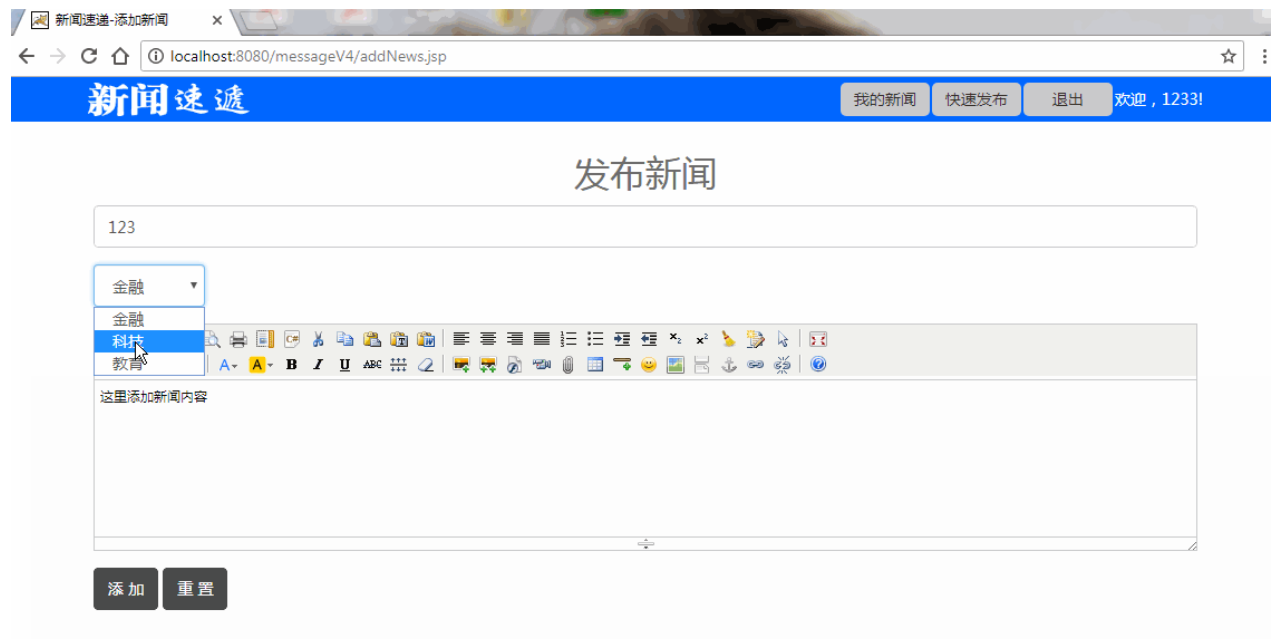 新闻速递-添加新闻
localhost:8080/messageV4/addNews.jsp
新闻速递 我的新闻 快速发布 退出 欢迎，1233!
发布新闻
123
金融
金融
科技
教育
这里添加新闻内容
添加 重置